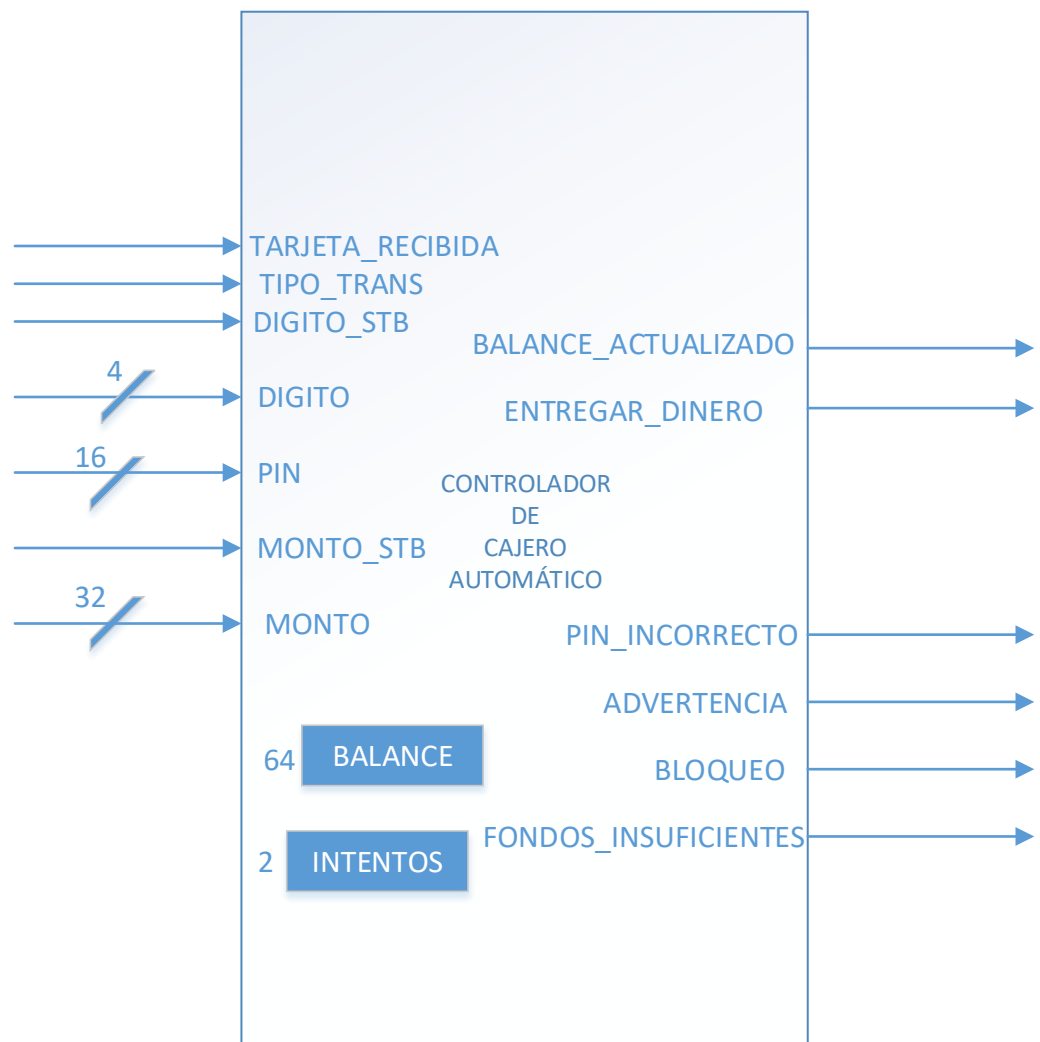 TARJETA_RECIBIDA
TIPO_TRANS
DIGITO_STB
4
DIGITO
16
PIN
MONTO_STB
32
MONTO
BALANCE_ACTUALIZADO
ENTREGAR_DINERO
CONTROLADOR
DE
CAJERO
AUTOMÁTICO
PIN_INCORRECTO
ADVERTENCIA
BLOQUEO
FONDOS_INSUFICIENTES
64 BALANCE
2 INTENTOS